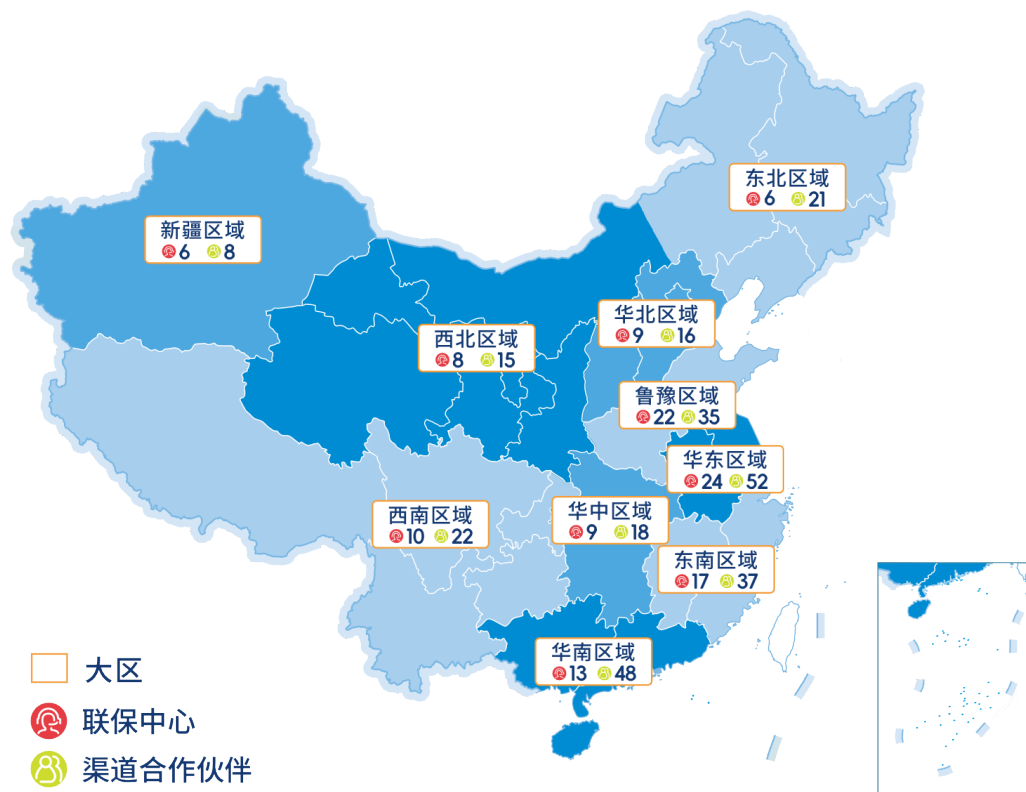 东北区域
6 21
新疆区域
6 8
华北区域
9 16
西北区域
8 15
鲁豫区域
22 35
华东区域
24 52
西南区域
10 22
华中区域
9 18
东南区域
17 37
华南区域
13 48
大区
联保中心
渠道合作伙伴